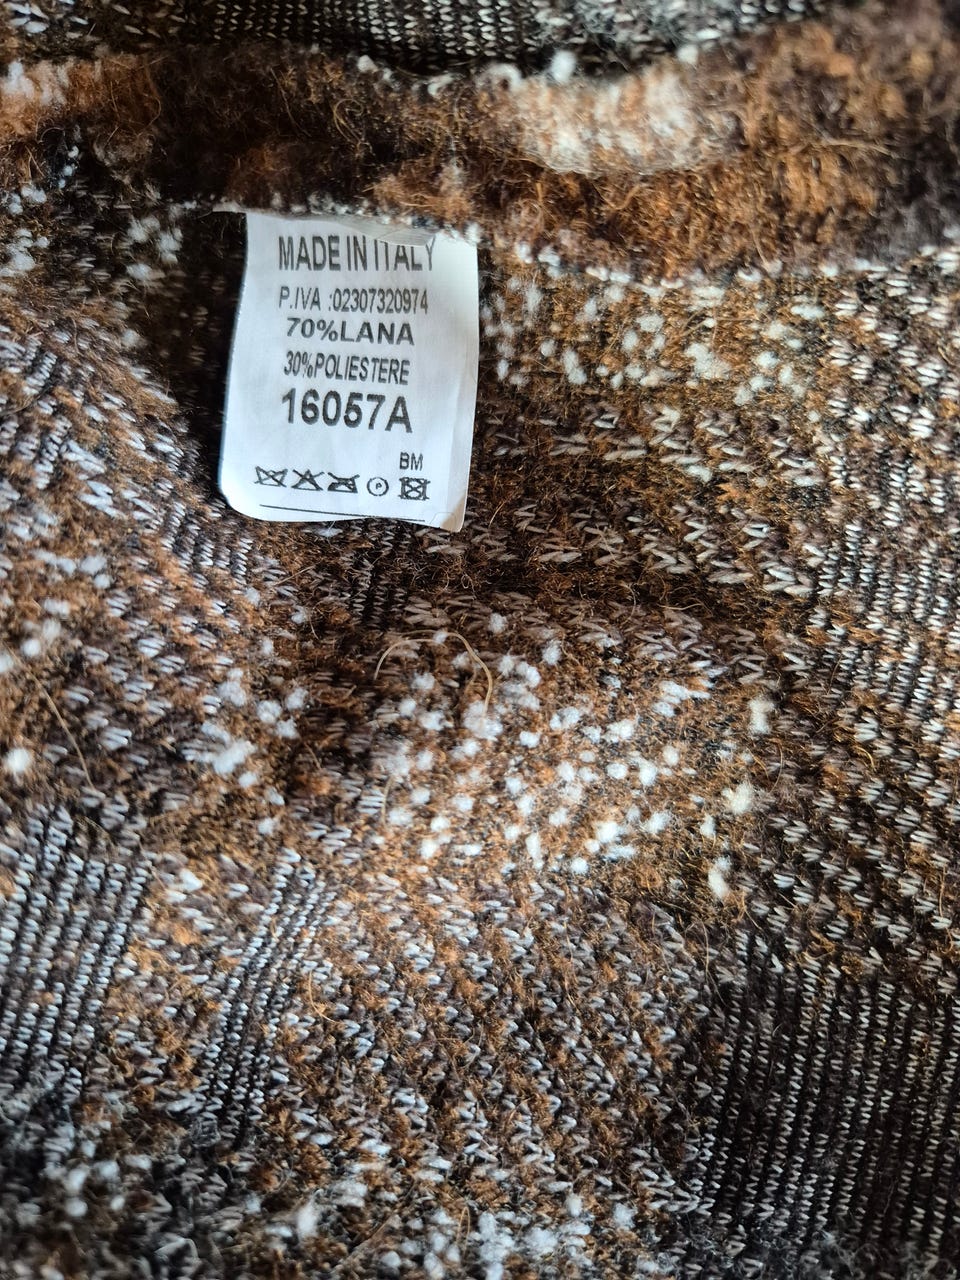 MADE IN ITALY
P.IVA :02307320974
70%LANA
30%POLIESTERE
16057A
BM